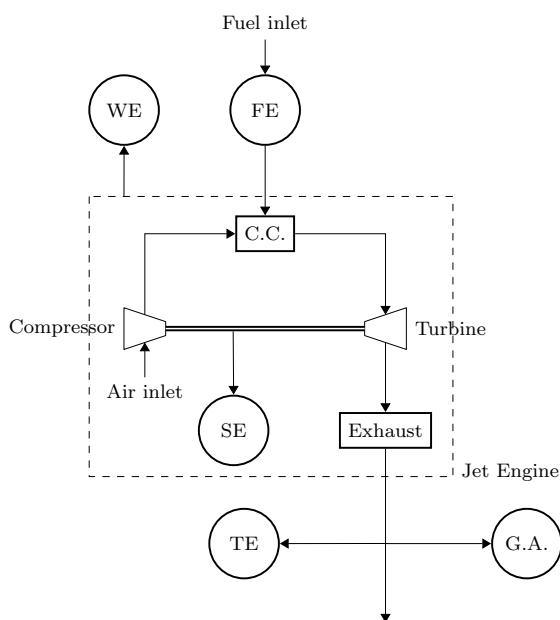 Fuel inlet
WE
FE
C.C.
Compressor
Turbine
Air inlet
SE
Exhaust
Jet Engine
TE
G.A.